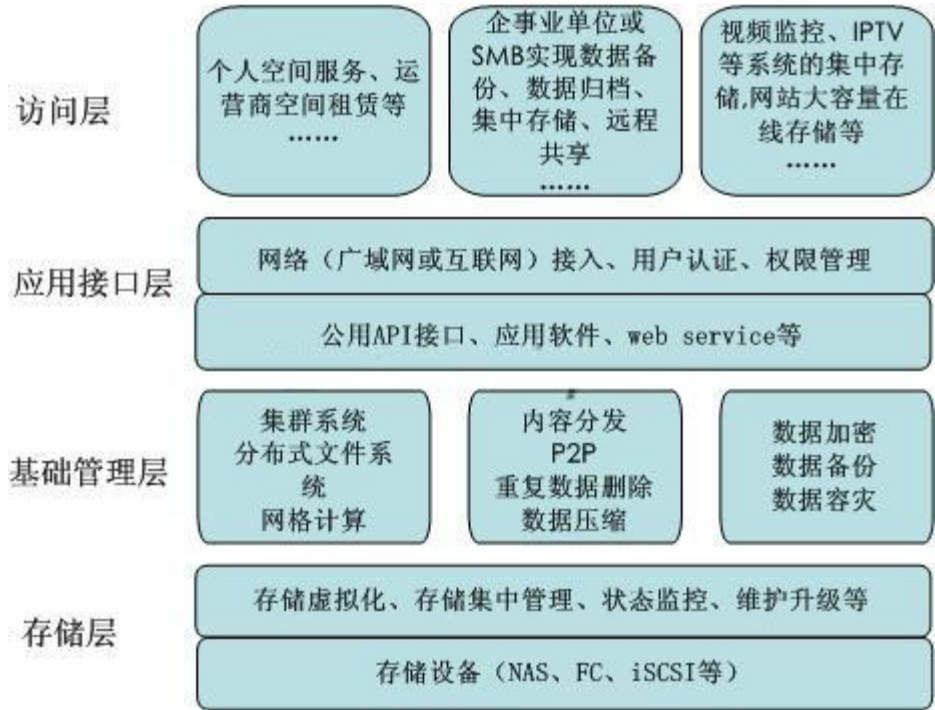 访问层
个人空间服务、运
营商空间租赁等
……
企事业单位或
SMB实现数据备
份、数据归档、
集中存储、远程
共享
……
视频监控、IPTV
等系统的集中存
储,网站大容量在
线存储等
……
应用接口层
网络（广域网或互联网）接入、用户认证、权限管理
公用API接口、应用软件、web service等
基础管理层
集群系统
分布式文件系
统
网格计算
内容分发
P2P
重复数据删除
数据压缩
数据加密
数据备份
数据容灾
存储层
存储虚拟化、存储集中管理、状态监控、维护升级等
存储设备（NAS、FC、iSCSI等）